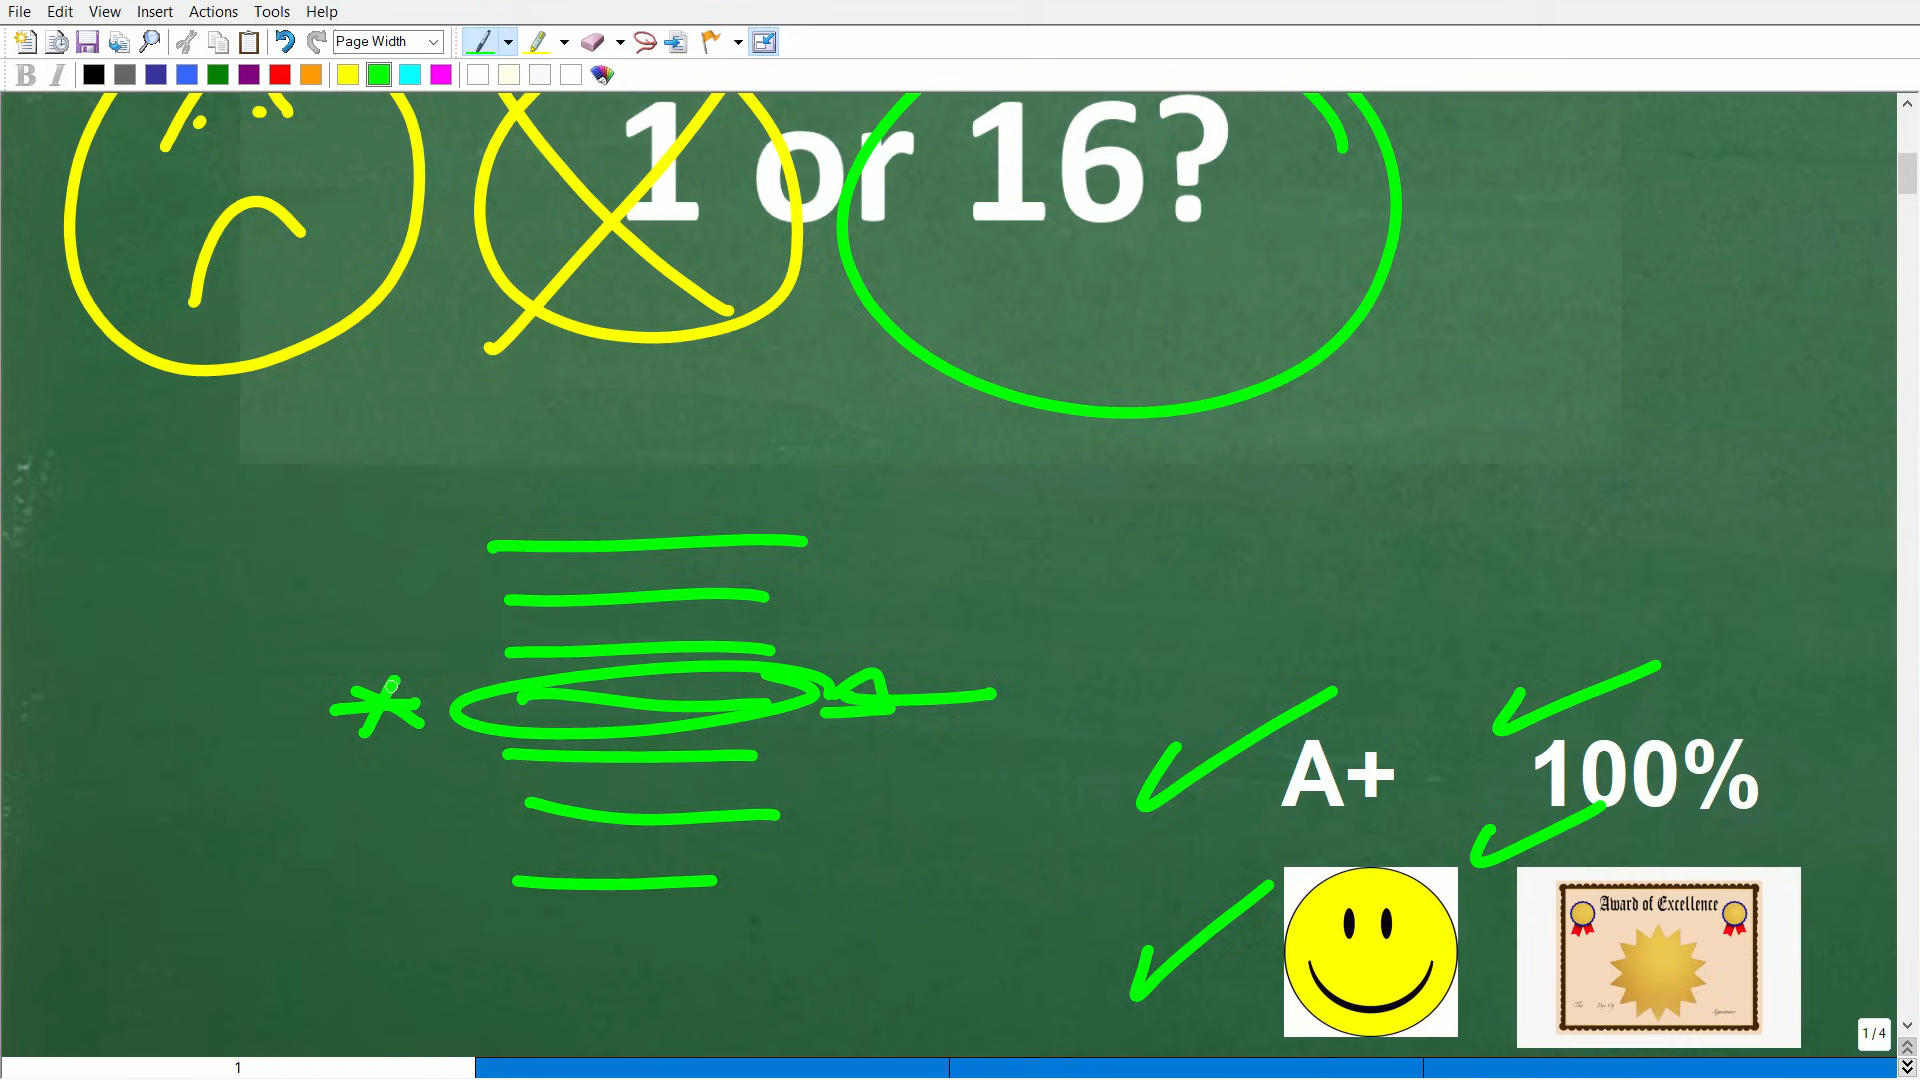 File Edit View Insert Actions Tools Help
Page Width
B I
1 or 16?
A+ 100%
Award of Excellence
1 / 4
1